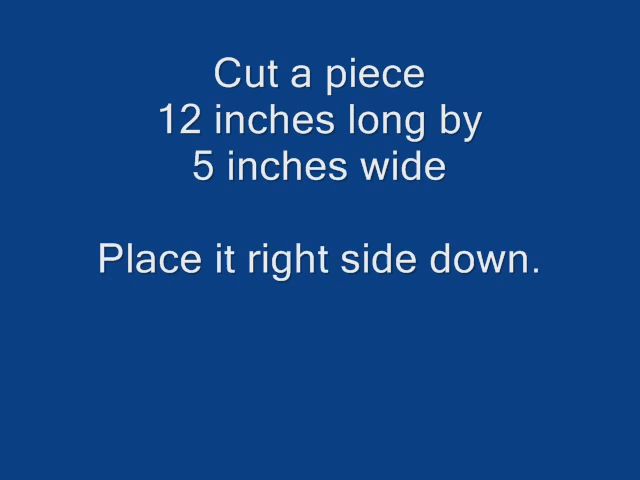 Cut a piece
12 inches long by
5 inches wide
Place it right side down.